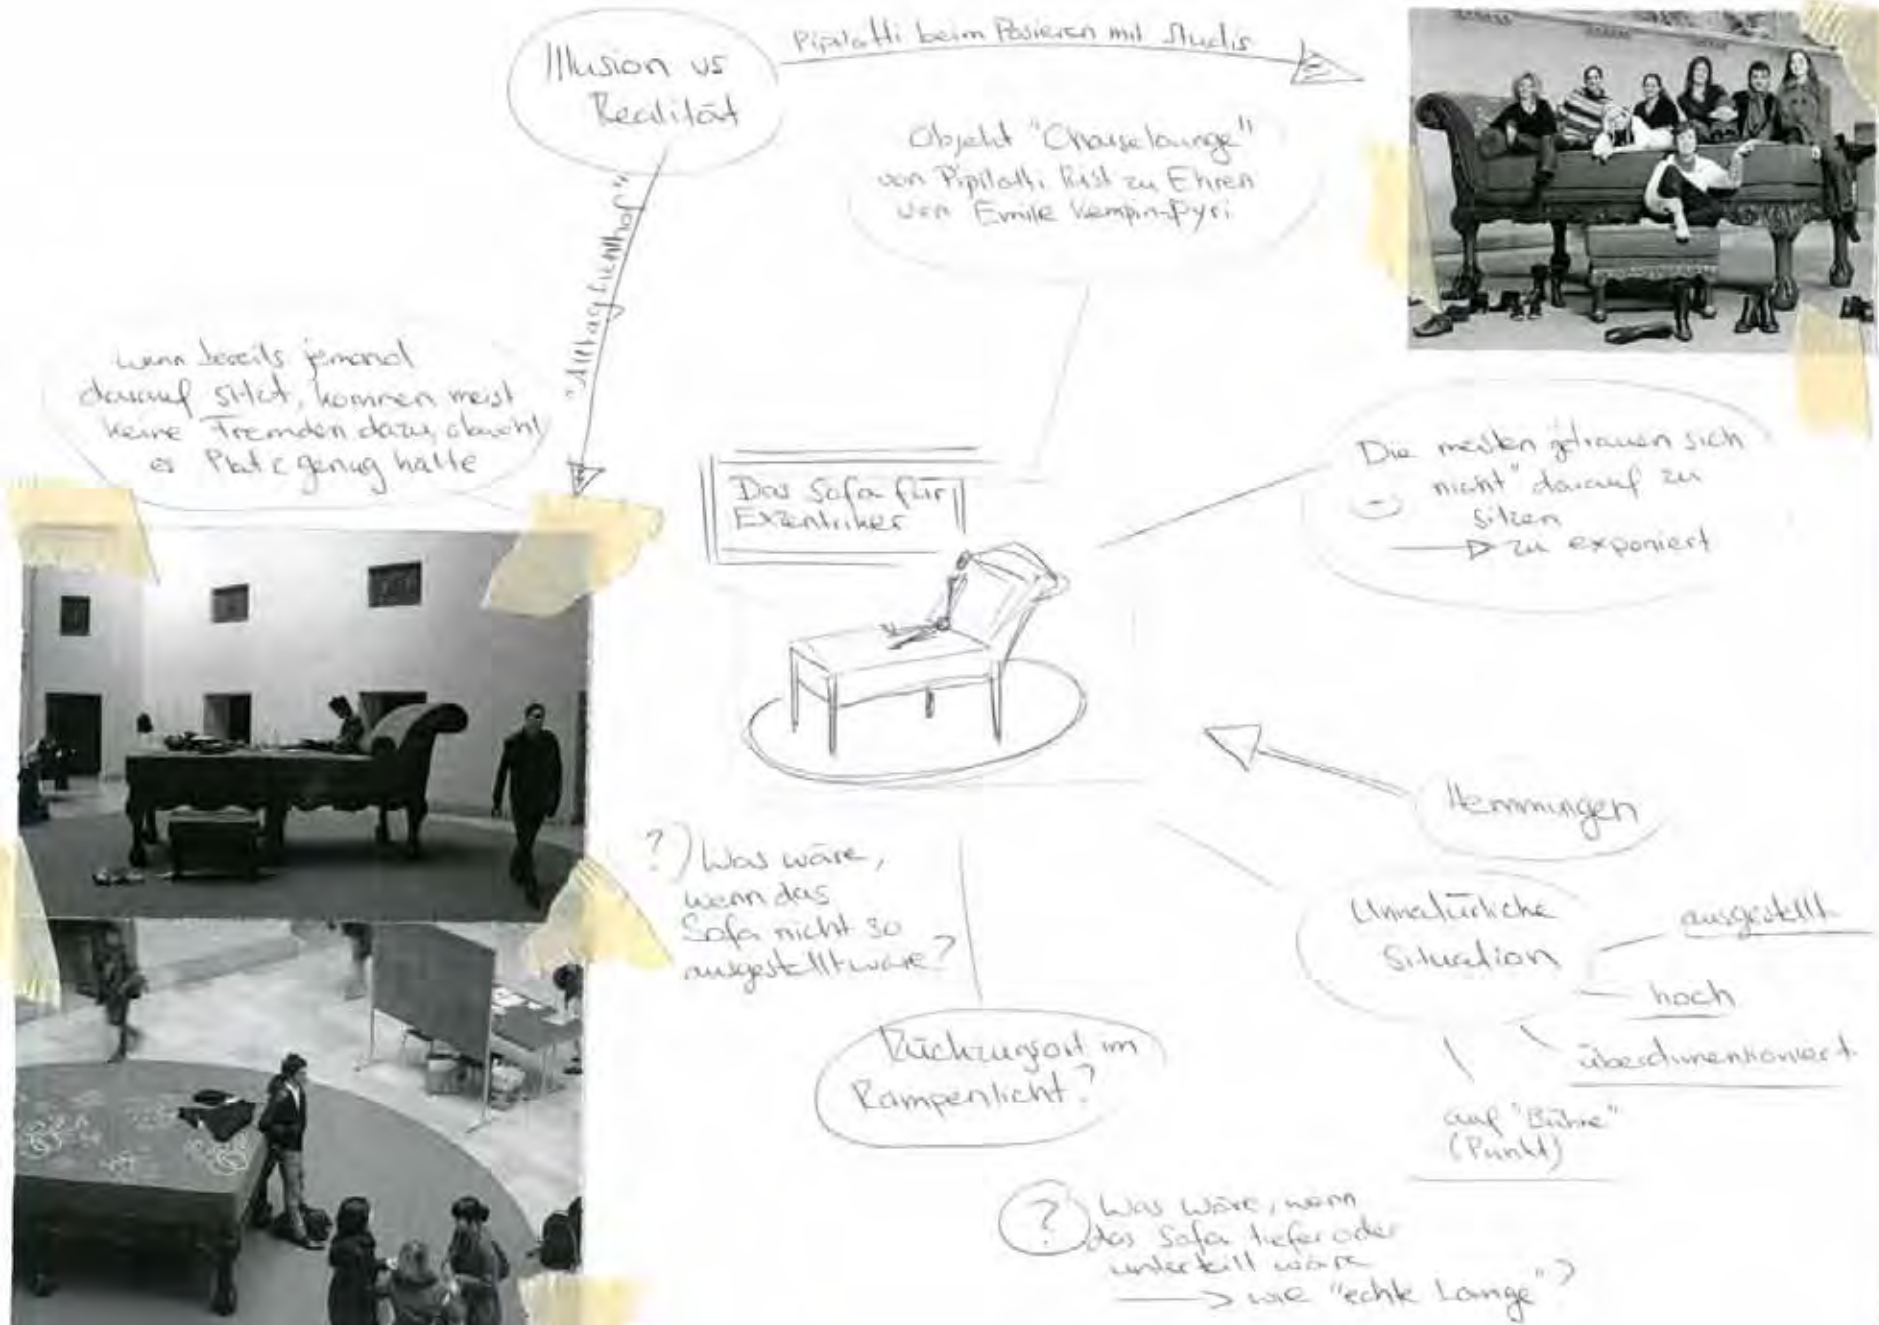 Illusion vs
Realität
Pipilotti beim Posieren mit Studis
Objekt "Chaiselounge"
von Pipilotti Rist zu Ehren
von Emilie Kempin-Spyri
"Alltag Lichthof"
wenn bereits jemand
darauf sitzt, kommen meist
keine Fremden dazu, obwohl
es Platz genug hätte
Das Sofa für
Exzentriker
Die meisten getrauen sich
nicht" darauf zu
sitzen
→ zu exponiert
Hemmungen
?) Was wäre,
wenn das
Sofa nicht so
ausgestellt wäre?
Unnatürliche
Situation
ausgestellt
hoch
überdimensioniert
auf "Bühne"
(Punkt)
Rückzugsort im
Rampenlicht?
? Was wäre, wenn
das Sofa tiefer oder
unterteilt wäre
→ wie "echte Lounge"?